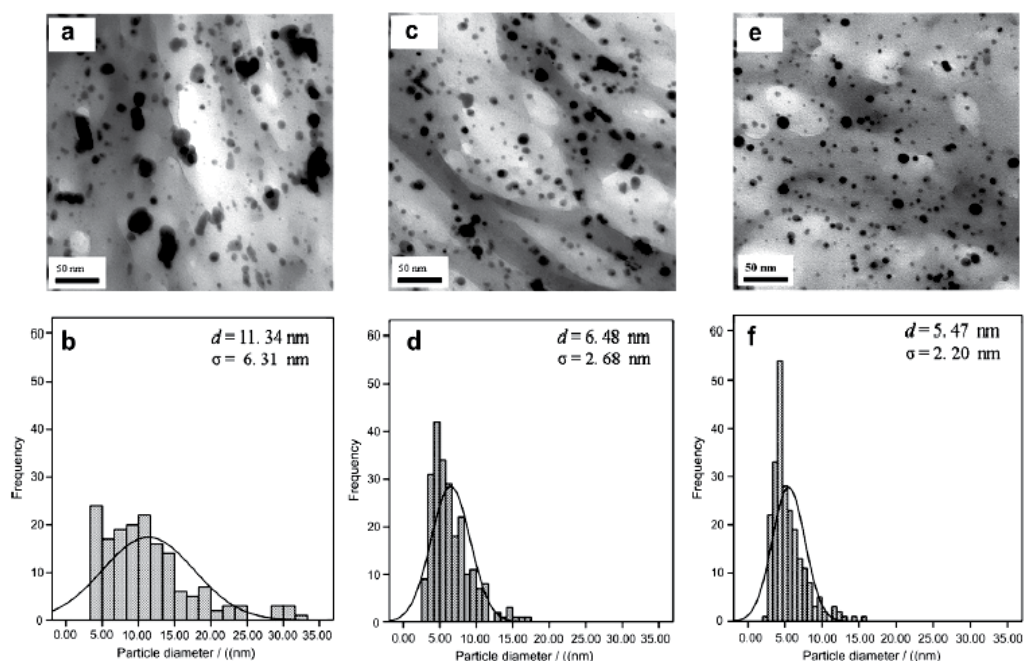 a
50 nm
c
50 nm
e
50 nm
b
d = 11. 34 nm
σ = 6. 31 nm
60
50
40
30
20
10
0
Frequency
0.00 5.00 10.00 15.00 20.00 25.00 30.00 35.00
Particle diameter / ((nm)
d
d = 6. 48 nm
σ = 2. 68 nm
60
50
40
30
20
10
0
Frequency
0.00 5.00 10.00 15.00 20.00 25.00 30.00 35.00
Particle diameter / ((nm)
f
d = 5. 47 nm
σ = 2. 20 nm
60
50
40
30
20
10
0
Frequency
0.00 5.00 10.00 15.00 20.00 25.00 30.00 35.00
Particle diameter / ((nm)